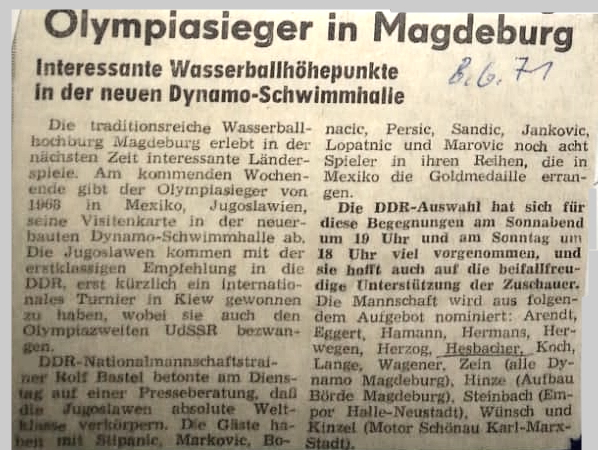 Olympiasieger in Magdeburg
Interessante Wasserballhöhepunkte
in der neuen Dynamo-Schwimmhalle
8.6.71
Die traditionsreiche Wasserball-
hochburg Magdeburg erlebt in der
nächsten Zeit interessante Länder-
spiele. Am kommenden Wochen-
ende gibt der Olympiasieger von
1968 in Mexiko, Jugoslawien,
seine Visitenkarte in der neuer-
bauten Dynamo-Schwimmhalle ab.
Die Jugoslawen kommen mit der
erstklassigen Empfehlung in die
DDR, erst kürzlich ein internatio-
nales Turnier in Kiew gewonnen
zu haben, wobei sie auch den
Olympiazweiten UdSSR bezwan-
gen.
DDR-Nationalmannschaftstrai-
ner Rolf Bastel betonte am Diens-
tag auf einer Presseberatung, daß
die Jugoslawen absolute Welt-
klasse verkörpern. Die Gäste ha-
ben mit Stipanic, Markovic, Bo-
nacic, Persic, Sandic, Jankovic,
Lopatnic und Marovic noch acht
Spieler in ihren Reihen, die in
Mexiko die Goldmedaille erran-
gen.
Die DDR-Auswahl hat sich für
diese Begegnungen am Sonnabend
um 19 Uhr und am Sonntag um
18 Uhr viel vorgenommen, und
sie hofft auch auf die beifallfreu-
dige Unterstützung der Zuschauer.
Die Mannschaft wird aus folgen-
dem Aufgebot nominiert: Arendt,
Eggert, Hamann, Hermans, Her-
wegen, Herzog, Hesbacher, Koch,
Lange, Wagener, Zein (alle Dy-
namo Magdeburg), Hinze (Aufbau
Börde Magdeburg), Steinbach (Em-
por Halle-Neustadt), Wünsch und
Kinzel (Motor Schönau Karl-Marx-
Stadt).